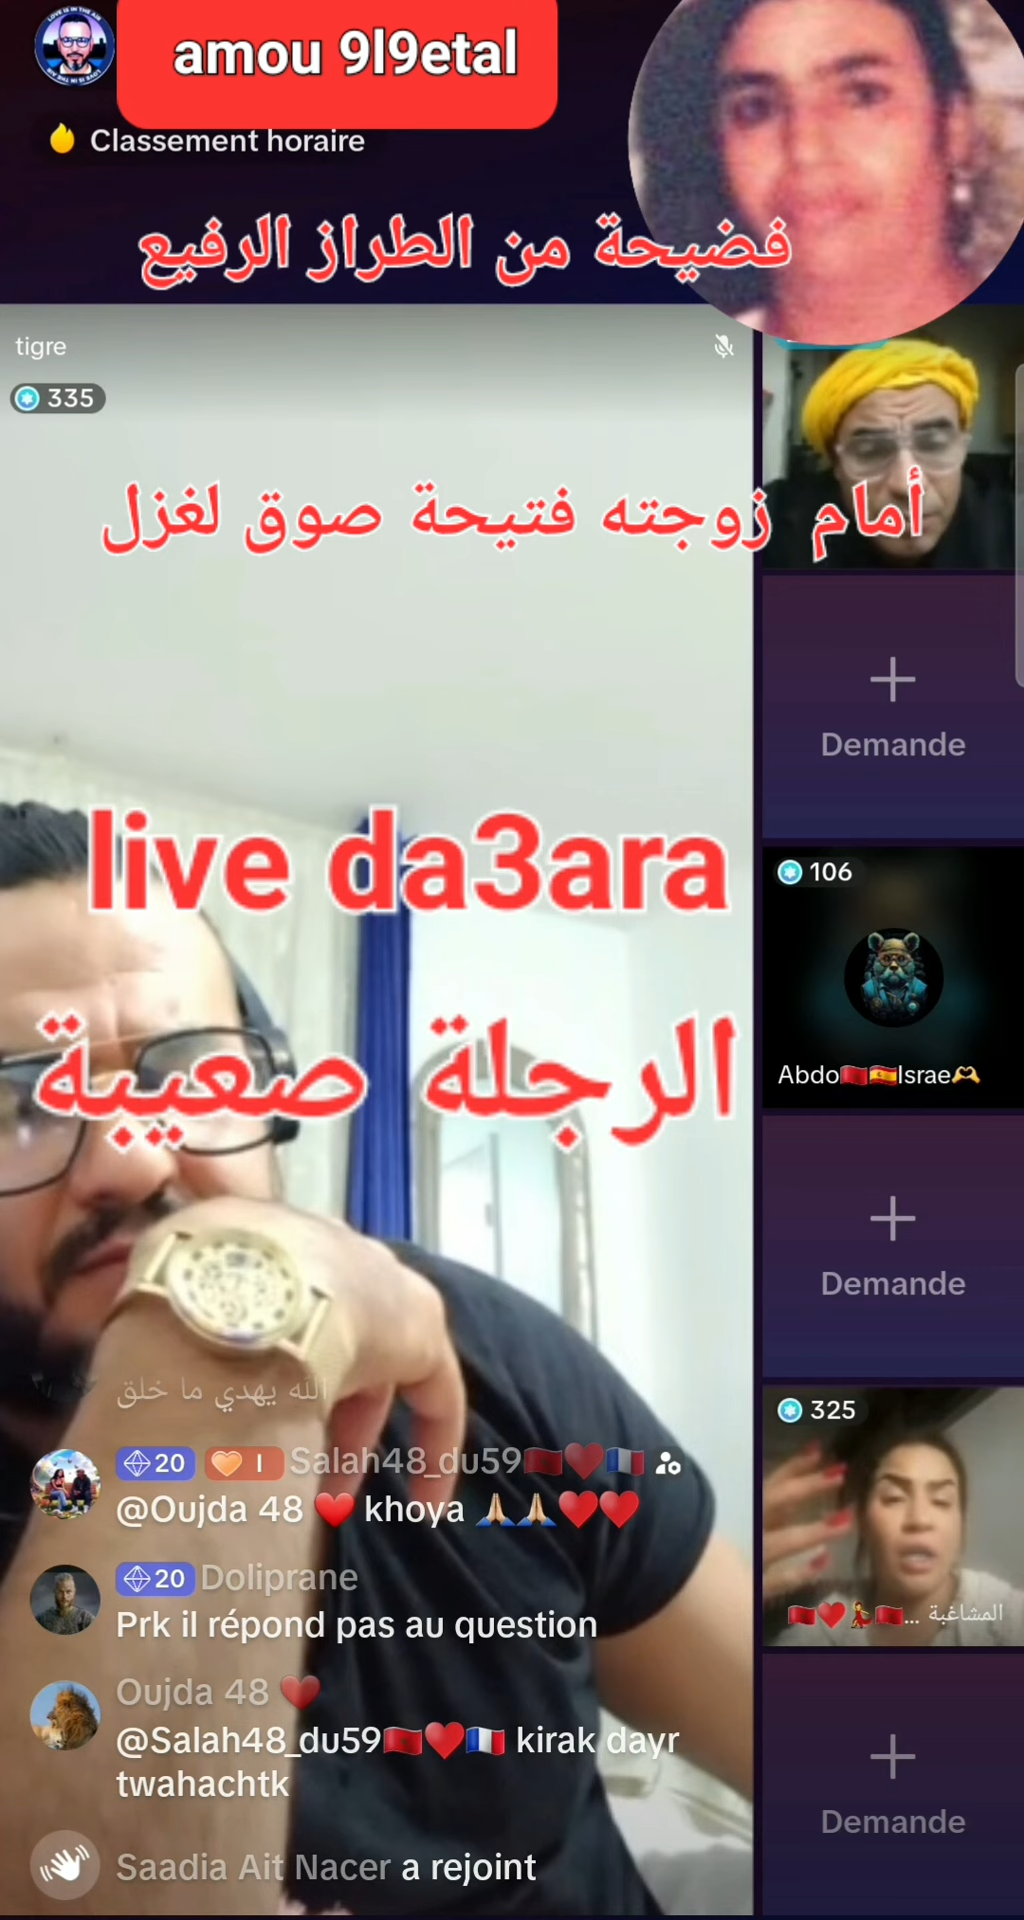 amou 9l9etal
Classement horaire
فضيحة من الطراز الرفيع
tigre
335
أمام زوجته فتيحة صوق لغزل
Demande
live da3ara
106
Abdo🇲🇦🇪🇸Israe🫶
الرجلة صعيبة
Demande
الله يهدي ما خلق
325
20 I Salah48_du59🇲🇦❤️🇫🇷
@Oujda 48 ❤️ khoya 🙏🏼🙏🏼❤️❤️
20 Doliprane
Prk il répond pas au question
المشاغبة ...🇲🇦💃❤️🇲🇦
Oujda 48 ❤️
@Salah48_du59🇲🇦❤️🇫🇷 kirak dayr
twahachtk
Demande
Saadia Ait Nacer a rejoint